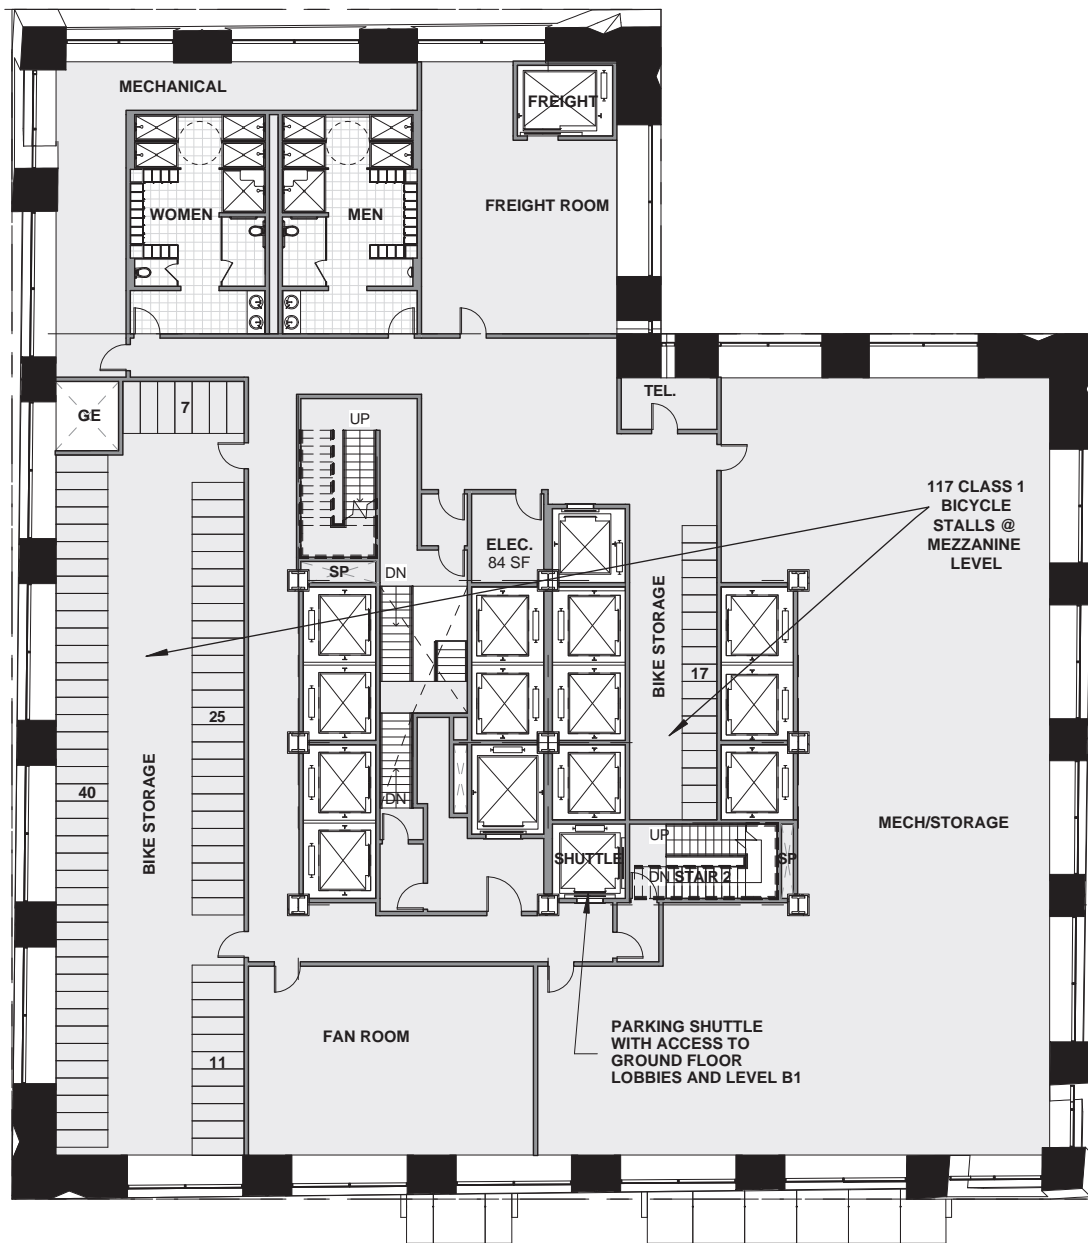 MECHANICAL
FREIGHT
WOMEN
MEN
FREIGHT ROOM
TEL.
GE
7
UP
117 CLASS 1
BICYCLE
STALLS @
MEZZANINE
LEVEL
ELEC.
84 SF
SP
DN
BIKE STORAGE
17
25
40
BIKE STORAGE
DN
MECH/STORAGE
UP
SHUTTLE
DN
STAIR 2
SP
FAN ROOM
PARKING SHUTTLE
WITH ACCESS TO
GROUND FLOOR
LOBBIES AND LEVEL B1
11